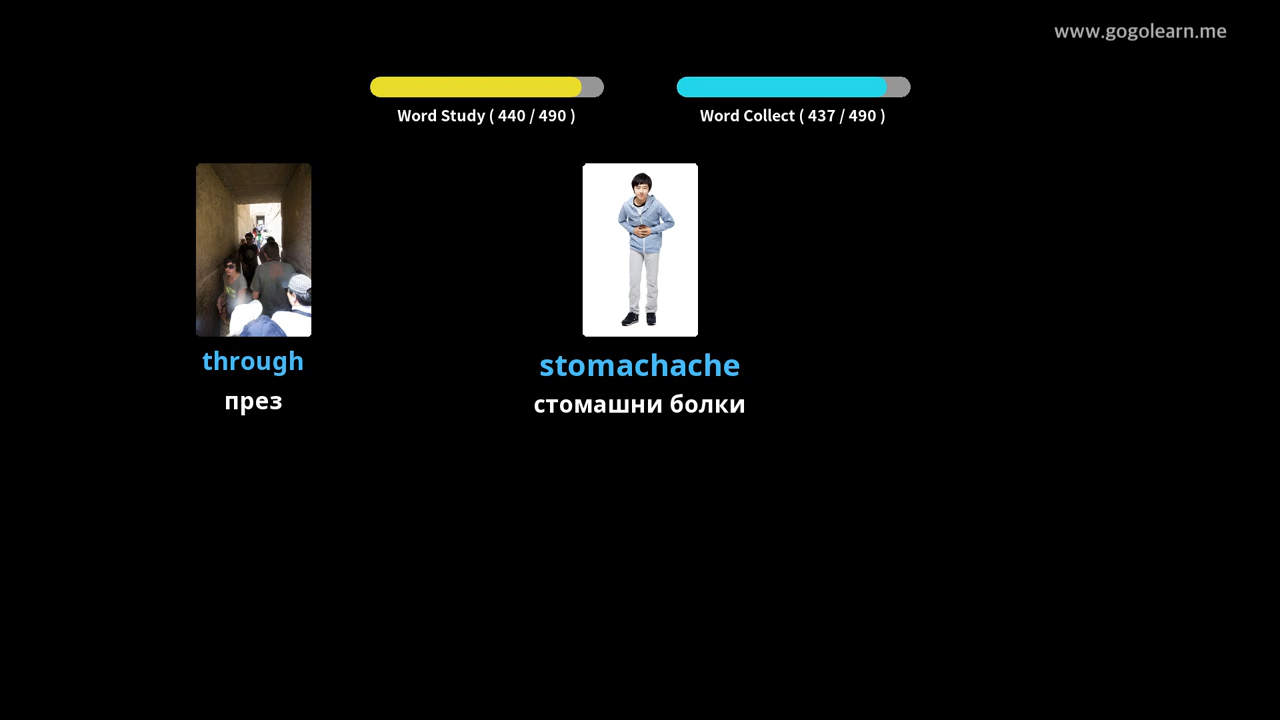 www.gogolearn.me
Word Study ( 440 / 490 )
Word Collect ( 437 / 490 )
through
през
stomachache
стомашни болки